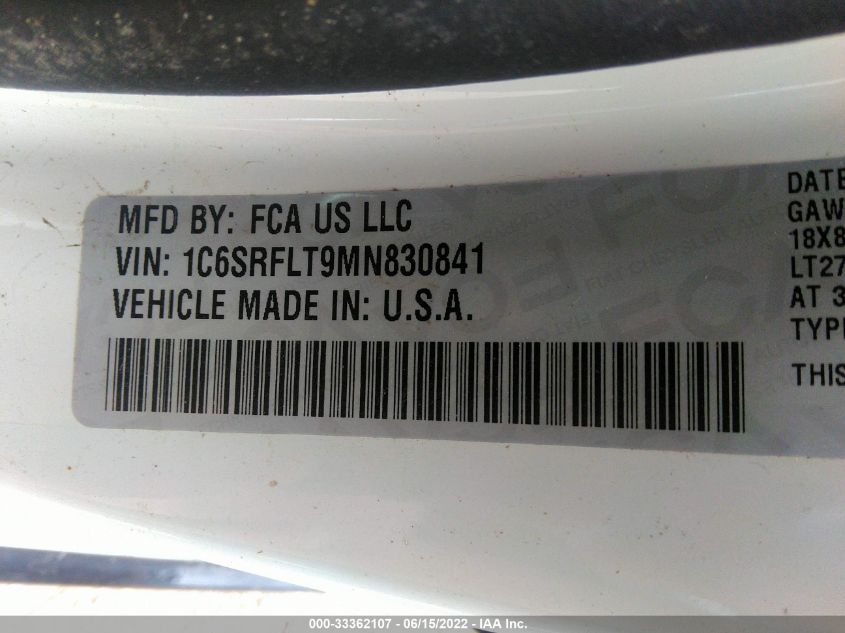 MFD BY: FCA US LLC
VIN: 1C6SRFLT9MN830841
VEHICLE MADE IN: U.S.A.
DATE
GAW
18X8
LT27
AT 3
TYP
THIS
000-33362107 - 06/15/2022 - IAA Inc.